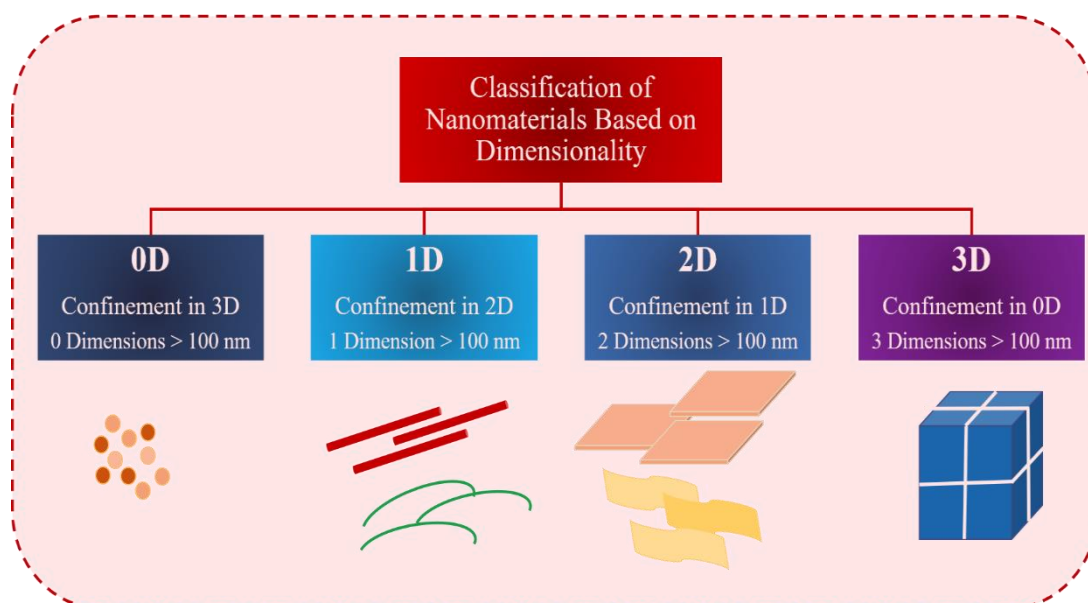 Classification of
Nanomaterials Based on
Dimensionality
0D
Confinement in 3D
0 Dimensions > 100 nm
1D
Confinement in 2D
1 Dimension > 100 nm
2D
Confinement in 1D
2 Dimensions > 100 nm
3D
Confinement in 0D
3 Dimensions > 100 nm